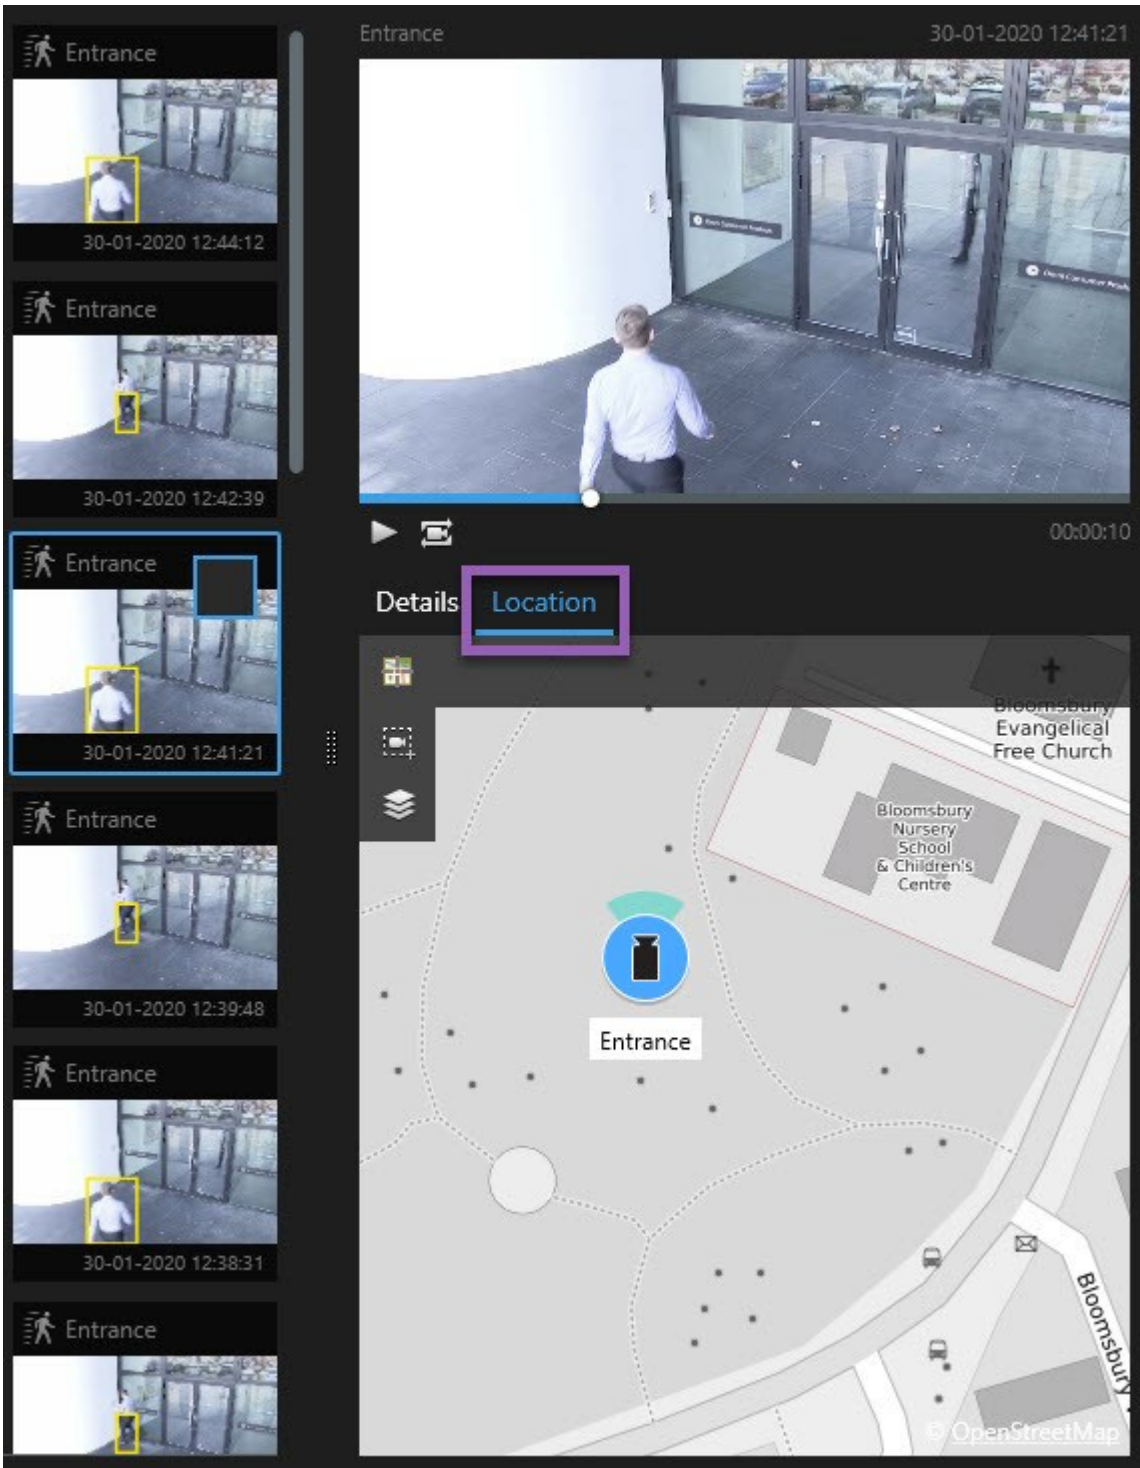 Entrance
30-01-2020 12:44:12
Entrance
30-01-2020 12:42:39
Entrance
30-01-2020 12:41:21
Entrance
30-01-2020 12:39:48
Entrance
30-01-2020 12:38:31
Entrance
Entrance
30-01-2020 12:41:21
00:00:10
Details
Location
Bloomsbury
Evangelical
Free Church
Bloomsbury
Nursery
School
& Children's
Centre
Entrance
Bloomsbury
© OpenStreetMap